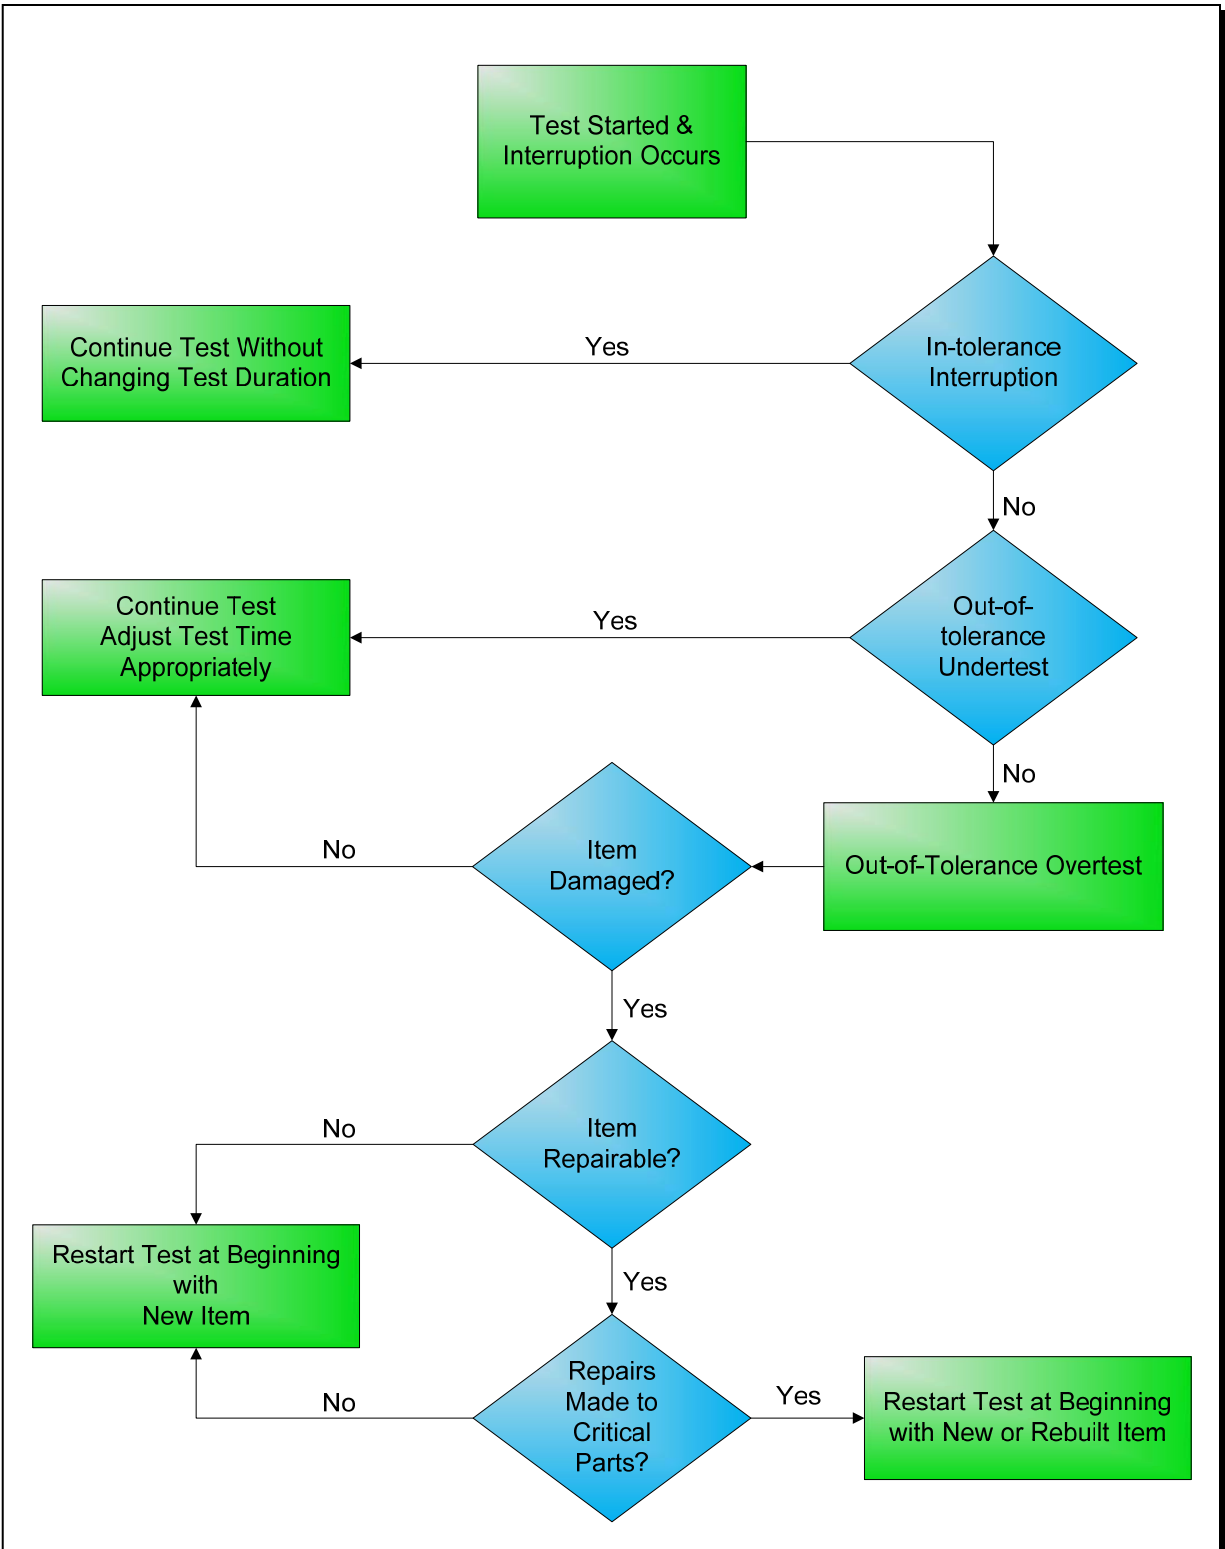 Test Started &
Interruption Occurs
In-tolerance
Interruption
Yes
Continue Test Without
Changing Test Duration
No
Out-of-
tolerance
Undertest
Yes
Continue Test
Adjust Test Time
Appropriately
No
Out-of-Tolerance Overtest
Item
Damaged?
No
Yes
Item
Repairable?
No
Restart Test at Beginning
with
New Item
Yes
Repairs
Made to
Critical
Parts?
No
Yes
Restart Test at Beginning
with New or Rebuilt Item